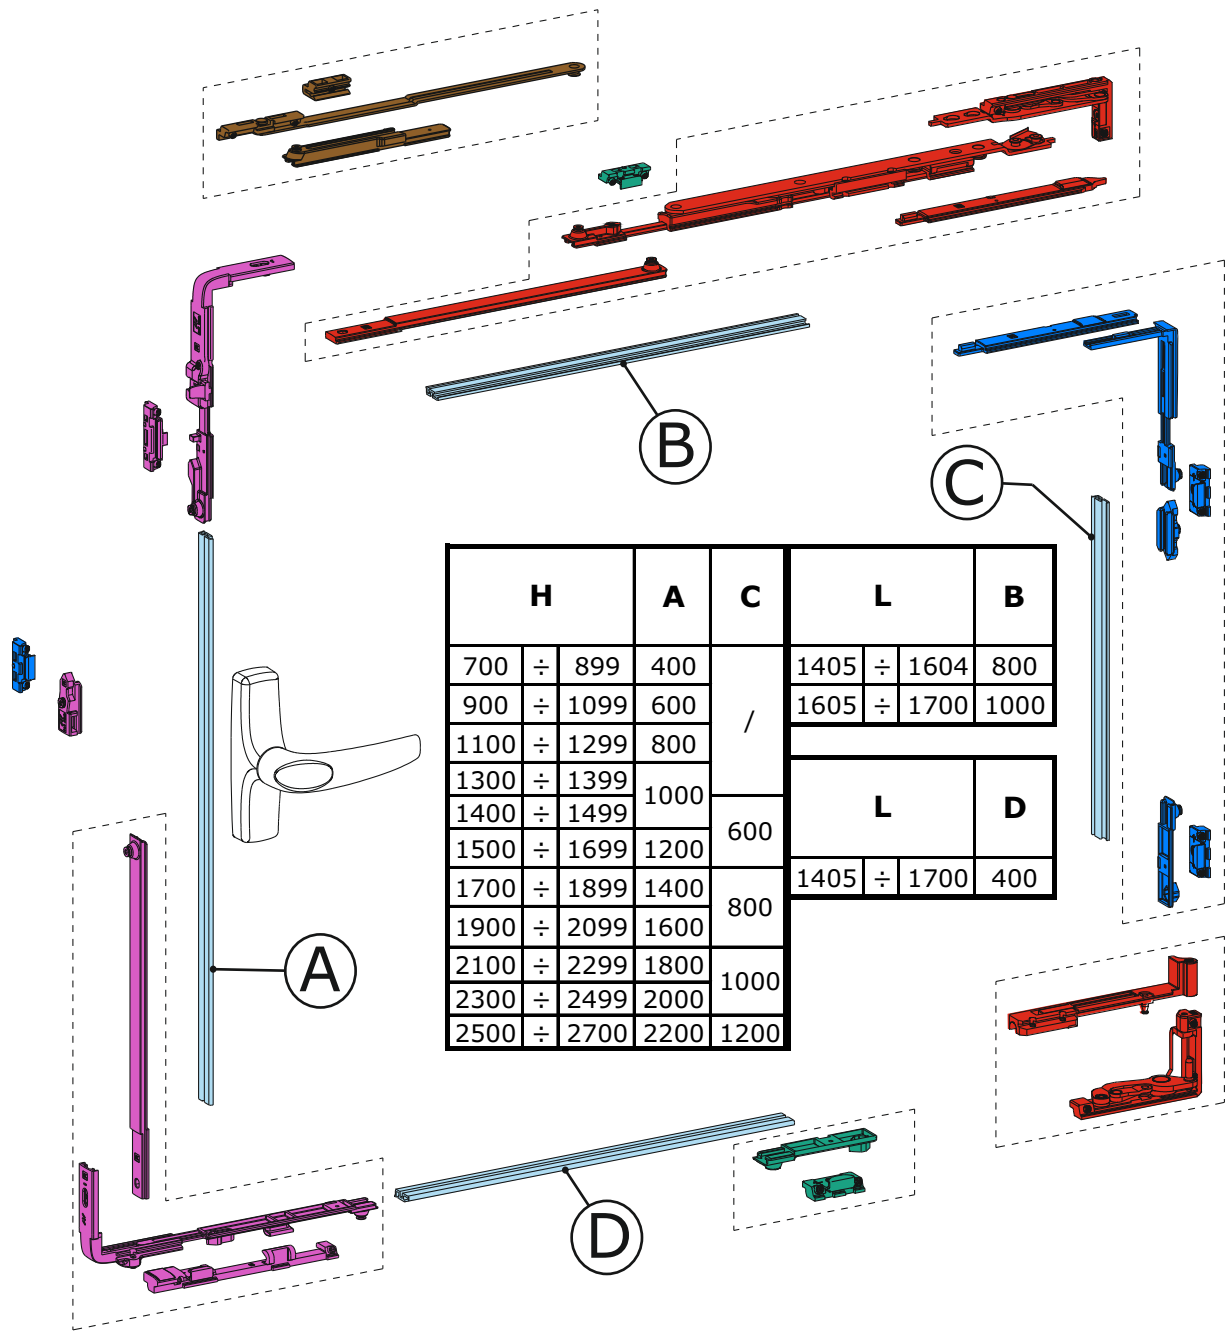 B
C
H A C L B
700 ÷ 899 400 / 1405 ÷ 1604 800
900 ÷ 1099 600 1605 ÷ 1700 1000
1100 ÷ 1299 800
1300 ÷ 1399 1000
1400 ÷ 1499 600
1500 ÷ 1699 1200
1700 ÷ 1899 1400 800
1900 ÷ 2099 1600
2100 ÷ 2299 1800 1000
2300 ÷ 2499 2000
2500 ÷ 2700 2200 1200
L D
1405 ÷ 1700 400
A
D